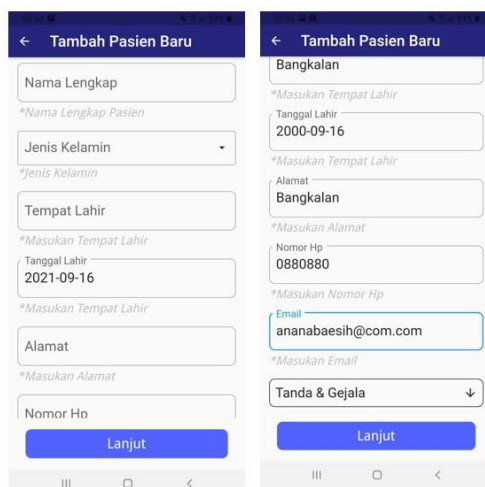 Tambah Pasien Baru
Nama Lengkap
*Nama Lengkap Pasien
Jenis Kelamin
*Jenis Kelamin
Tempat Lahir
*Masukan Tempat Lahir
Tanggal Lahir
2021-09-16
*Masukan Tempat Lahir
Alamat
*Masukan Alamat
Nomor Hp
Lanjut
Tambah Pasien Baru
Bangkalan
*Masukan Tempat Lahir
Tanggal Lahir
2000-09-16
*Masukan Tempat Lahir
Alamat
Bangkalan
*Masukan Alamat
Nomor Hp
0880880
*Masukan Nomor Hp
Email
ananabaesih@com.com
*Masukan Email
Tanda & Gejala
Lanjut